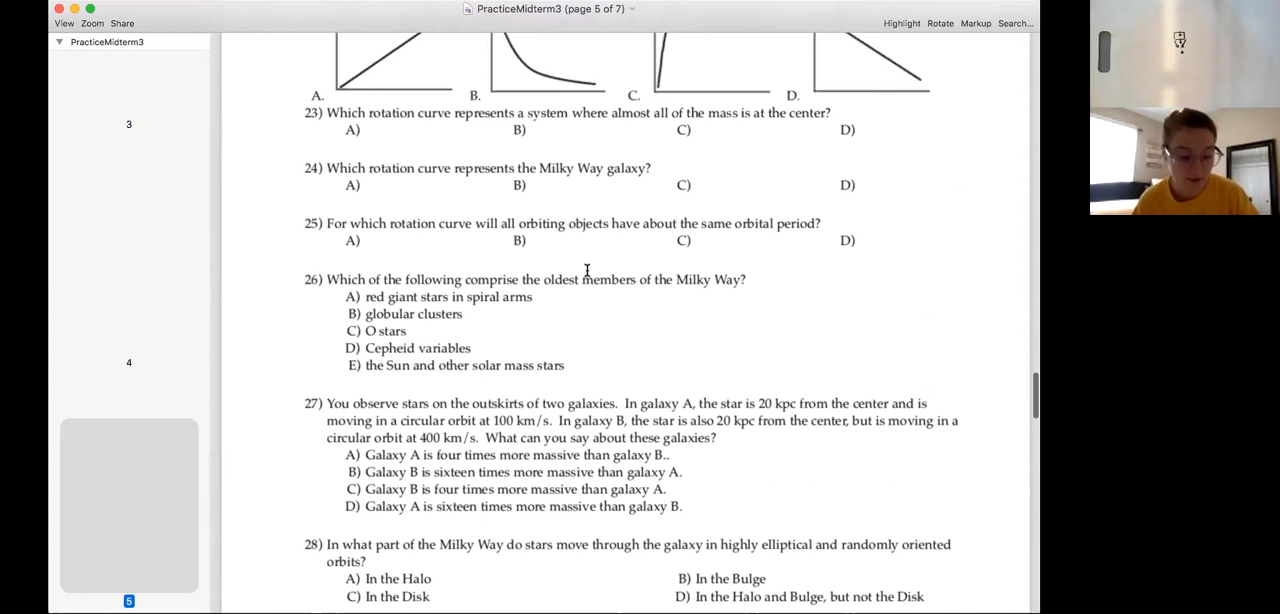 PracticeMidterm3 (page 5 of 7)
View Zoom Share
Highlight Rotate Markup Search...
PracticeMidterm3
3
4
5
A. B. C. D.
23) Which rotation curve represents a system where almost all of the mass is at the center?
A) B) C) D)
24) Which rotation curve represents the Milky Way galaxy?
A) B) C) D)
25) For which rotation curve will all orbiting objects have about the same orbital period?
A) B) C) D)
26) Which of the following comprise the oldest members of the Milky Way?
A) red giant stars in spiral arms
B) globular clusters
C) O stars
D) Cepheid variables
E) the Sun and other solar mass stars
27) You observe stars on the outskirts of two galaxies. In galaxy A, the star is 20 kpc from the center and is
moving in a circular orbit at 100 km/s. In galaxy B, the star is also 20 kpc from the center, but is moving in a
circular orbit at 400 km/s. What can you say about these galaxies?
A) Galaxy A is four times more massive than galaxy B..
B) Galaxy B is sixteen times more massive than galaxy A.
C) Galaxy B is four times more massive than galaxy A.
D) Galaxy A is sixteen times more massive than galaxy B.
28) In what part of the Milky Way do stars move through the galaxy in highly elliptical and randomly oriented
orbits?
A) In the Halo B) In the Bulge
C) In the Disk D) In the Halo and Bulge, but not the Disk